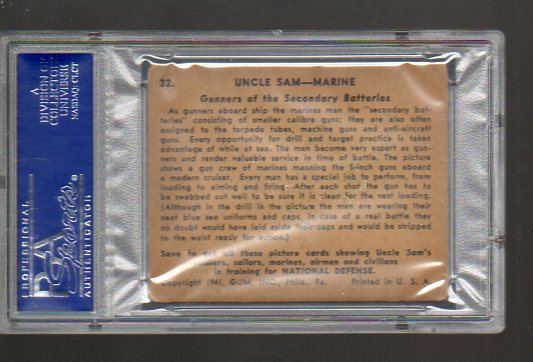 A
DIVISION OF
COLLECTORS
UNIVERSE
NASDAQ: CLCT
PROFESSIONAL
PSA
Sports
AUTHENTICATOR
32. UNCLE SAM—MARINE
Gunners of the Secondary Batteries
As gunners aboard ship the marines man the "secondary bat-
teries" consisting of smaller calibre guns; they are also often
assigned to the torpedo tubes, machine guns and anti-aircraft
guns. Every opportunity for drill and target practice is taken
advantage of while at sea. The men become very expert as gun-
ners and render valuable service in time of battle. The picture
shows a gun crew of marines manning the 5-inch guns aboard
a modern cruiser. Every man has a special job to perform, from
loading to aiming and firing. After each shot the gun has to
be swabbed out well to be sure it is clean for the next loading.
(Although in the drill in the picture the men are wearing their
neat blue sea uniforms and caps, in case of a real battle they
no doubt would have laid aside their caps and would be stripped
to the waist ready for action.)
Save to get all these picture cards showing Uncle Sam's
soldiers, sailors, marines, airmen and civilians
in training for NATIONAL DEFENSE.
Copyright 1941, GUM, INC., Phila., Pa. Printed in U. S. A.